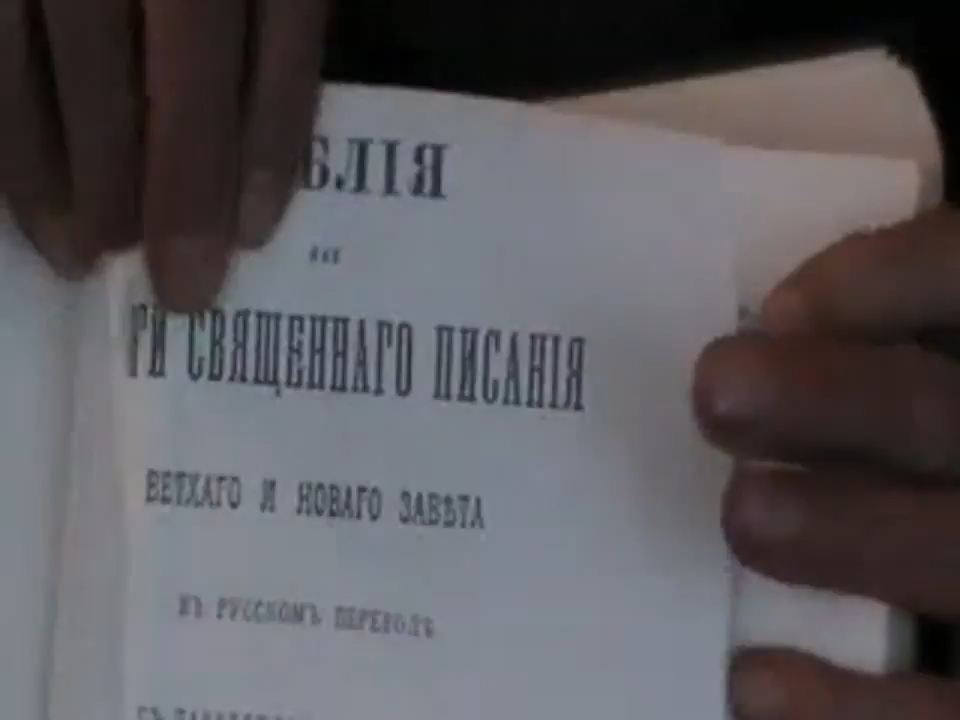 БЛІЯ
ГИ СВЯЩЕННАГО ПИСАНІЯ
ВЕТХАГО И НОВАГО ЗАВѢТА
ВЪ РУССКОМЪ ПЕРЕВОДѢ